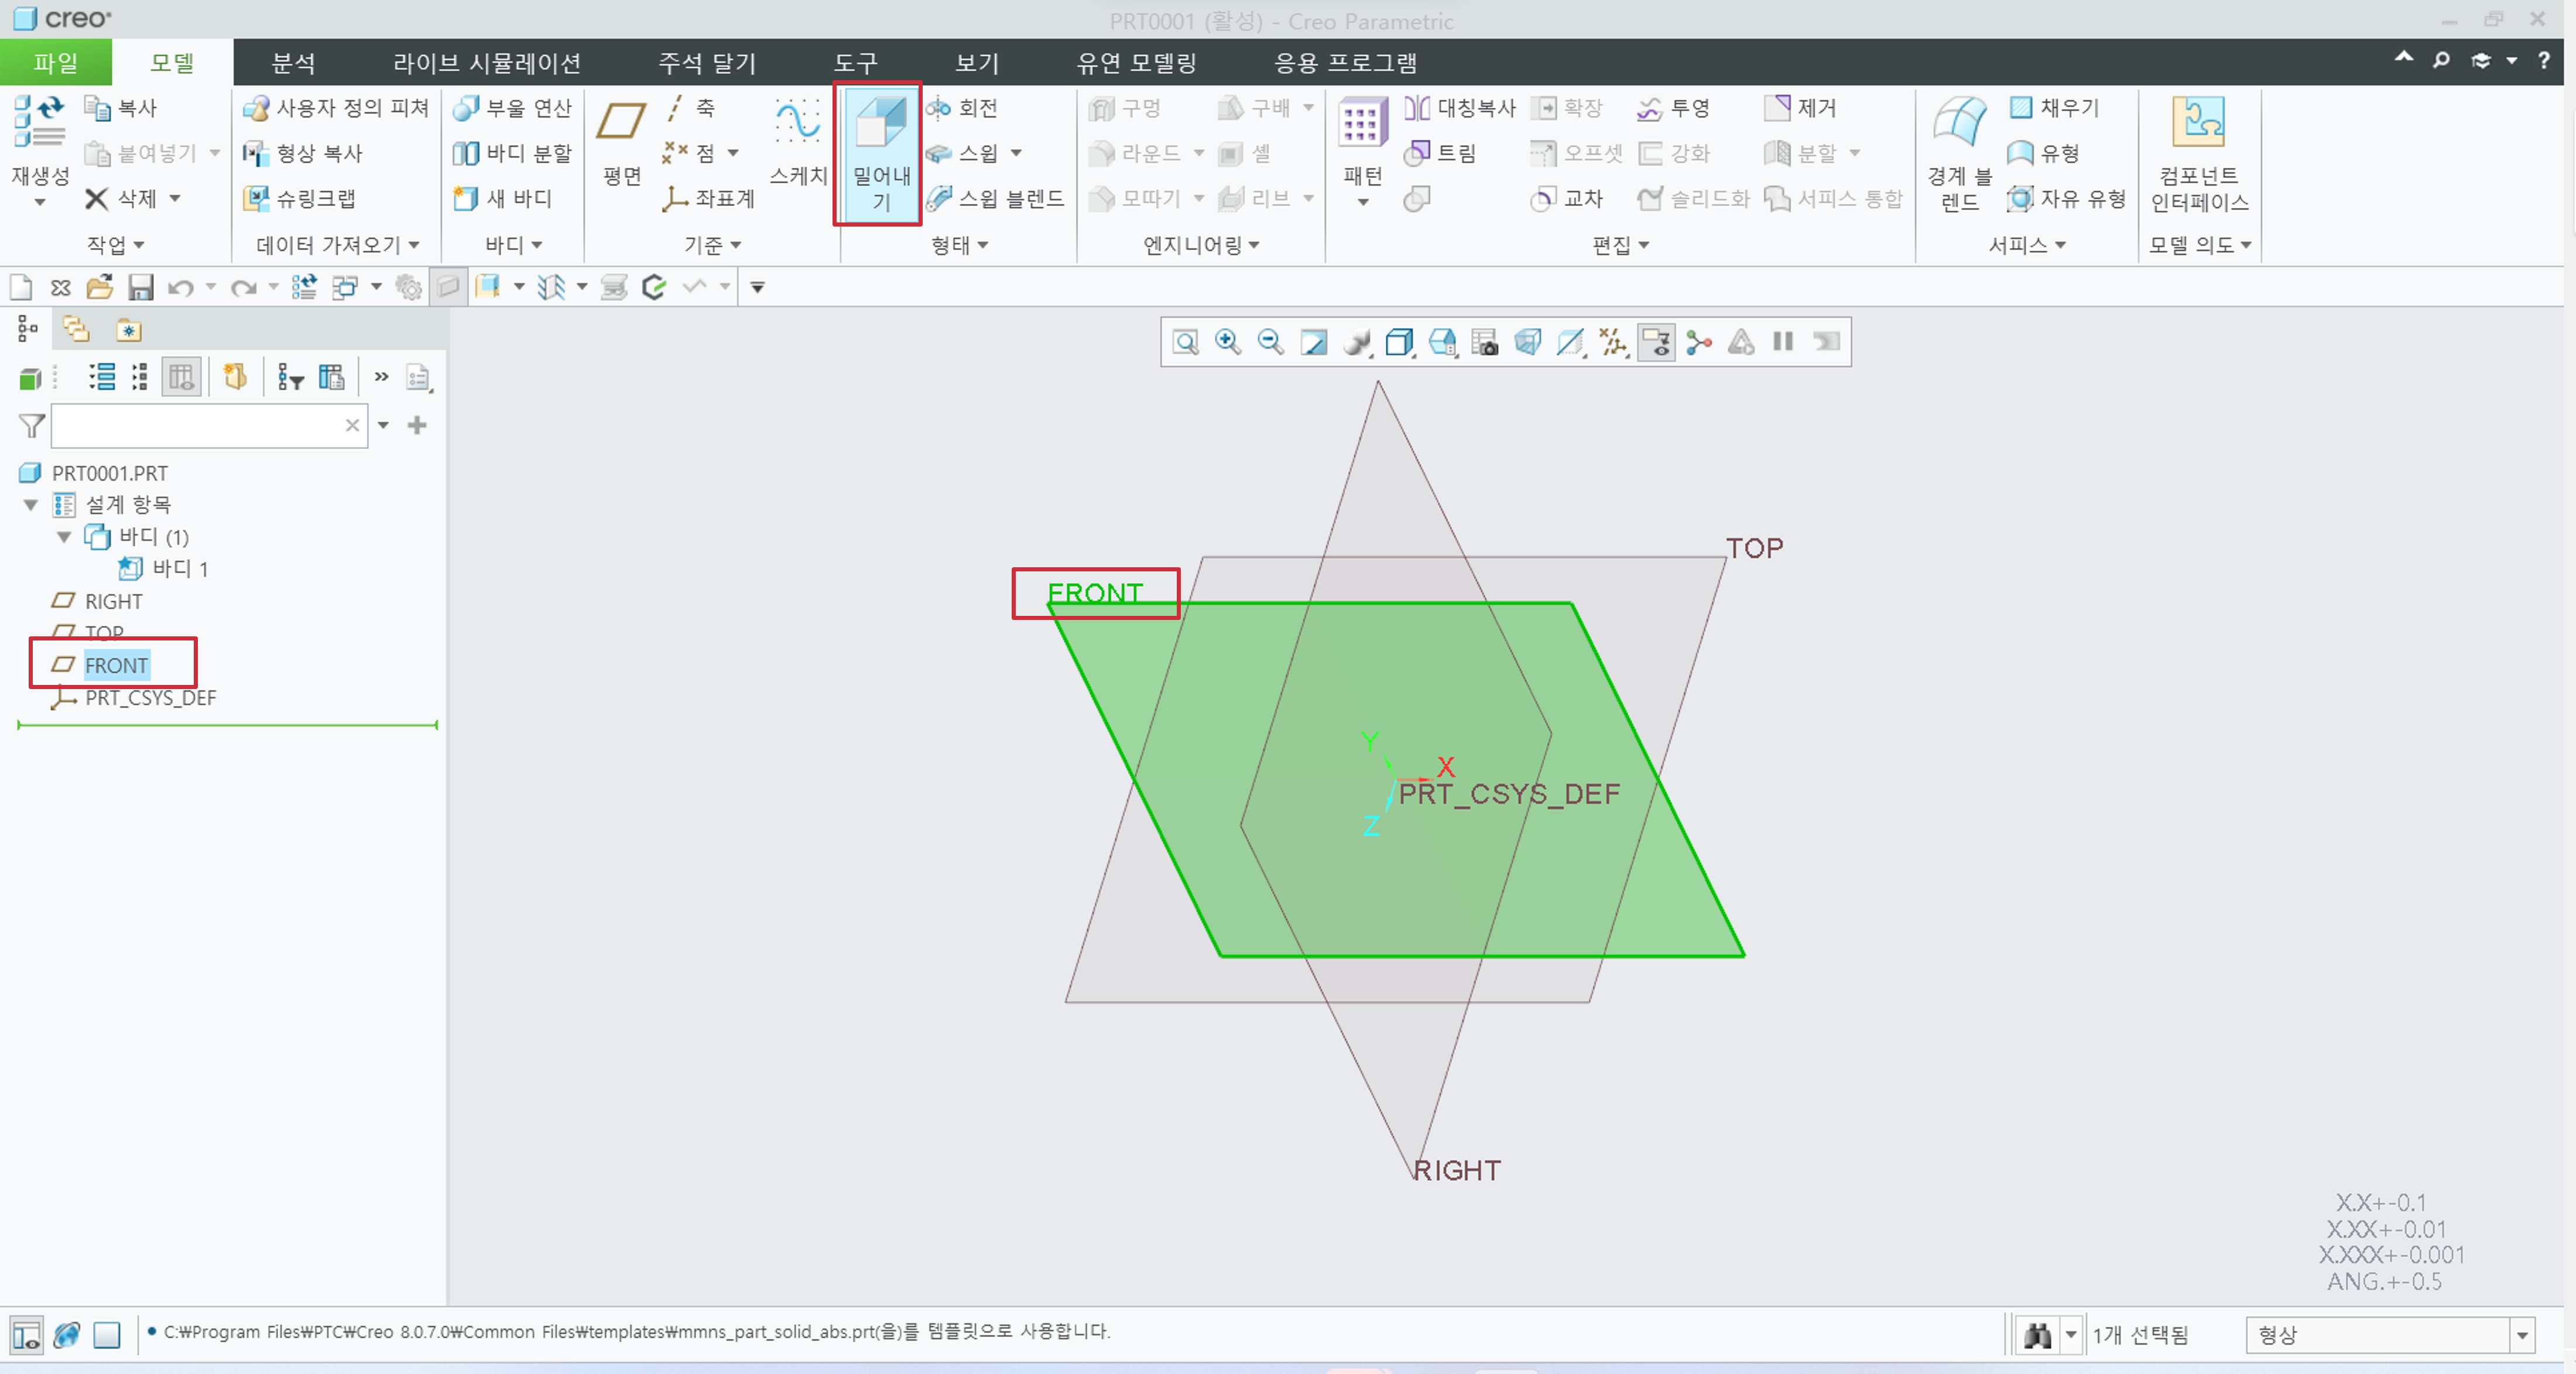 creo
PRT0001 (활성) - Creo Parametric
파일 모델 분석 라이브 시뮬레이션 주석 달기 도구 보기 유연 모델링 응용 프로그램
재생성
복사
붙여넣기
삭제
작업
사용자 정의 피쳐
형상 복사
슈링크랩
데이터 가져오기
부울 연산
바디 분할
새 바디
바디
평면
축
점
좌표계
스케치
기준
밀어내
기
회전
스윕
스윕 블렌드
형태
구멍
라운드
모따기
구배
셸
리브
엔지니어링
패턴
대칭복사
트림
확장
오프셋
교차
투영
강화
솔리드화
제거
분할
서피스 통합
편집
경계 블
렌드
채우기
유형
자유 유형
서피스
컴포넌트
인터페이스
모델 의도
PRT0001.PRT
설계 항목
바디 (1)
바디 1
RIGHT
TOP
FRONT
PRT_CSYS_DEF
TOP
FRONT
Y
X
PRT_CSYS_DEF
Z
RIGHT
X.X+-0.1
X.XX+-0.01
X.XXX+-0.001
ANG.+-0.5
C:₩Program Files₩PTC₩Creo 8.0.7.0₩Common Files₩templates₩mmns_part_solid_abs.prt(을)를 템플릿으로 사용합니다.
1개 선택됨
형상